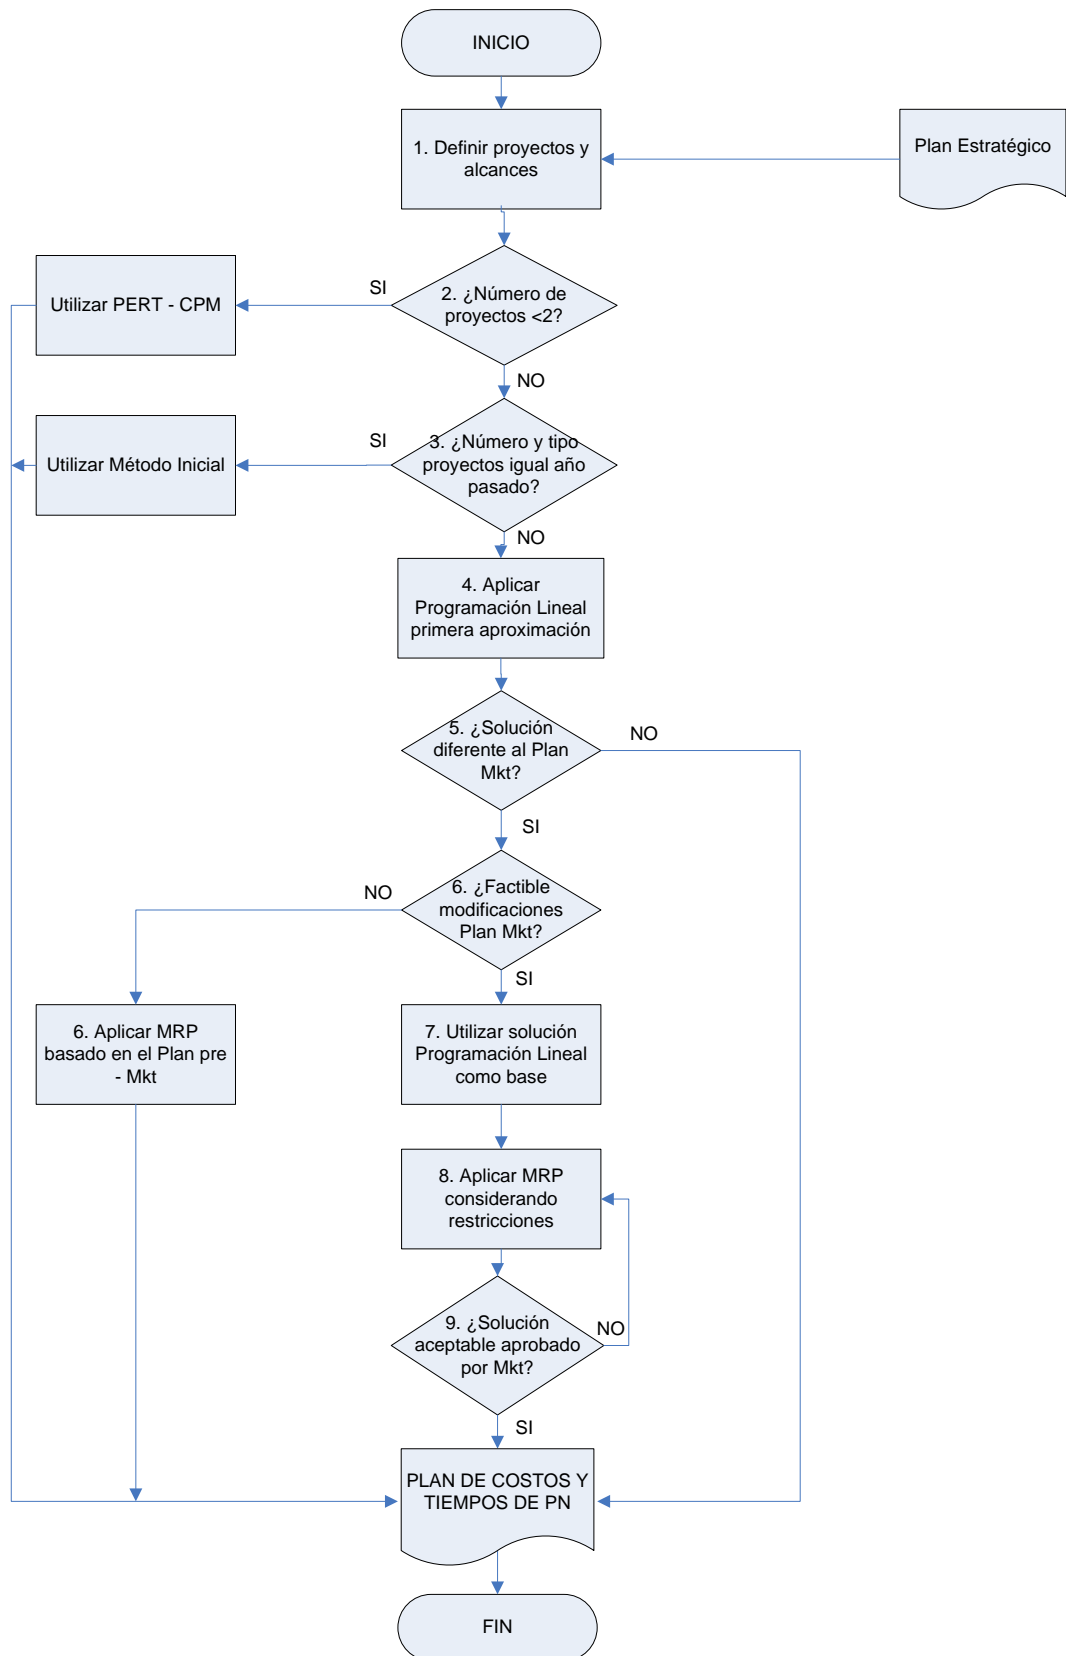 INICIO
1. Definir proyectos y
alcances
Plan Estratégico
2. ¿Número de
proyectos <2?
SI
Utilizar PERT - CPM
NO
3. ¿Número y tipo
proyectos igual año
pasado?
SI
Utilizar Método Inicial
NO
4. Aplicar
Programación Lineal
primera aproximación
5. ¿Solución
diferente al Plan
Mkt?
NO
SI
6. ¿Factible
modificaciones
Plan Mkt?
NO
SI
6. Aplicar MRP
basado en el Plan pre
- Mkt
7. Utilizar solución
Programación Lineal
como base
8. Aplicar MRP
considerando
restricciones
9. ¿Solución
aceptable aprobado
por Mkt?
NO
SI
PLAN DE COSTOS Y
TIEMPOS DE PN
FIN